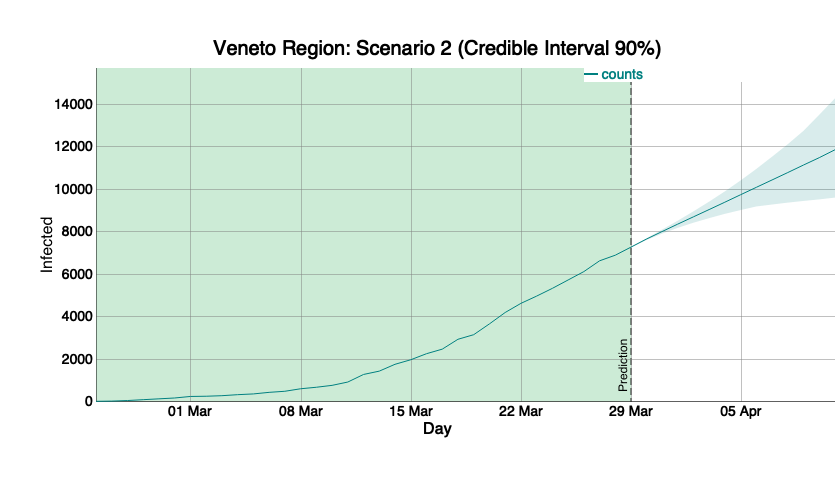 Veneto Region: Scenario 2 (Credible Interval 90%)
counts
14000
12000
10000
8000
6000
4000
2000
0
Infected
Prediction
01 Mar
08 Mar
15 Mar
22 Mar
29 Mar
05 Apr
Day